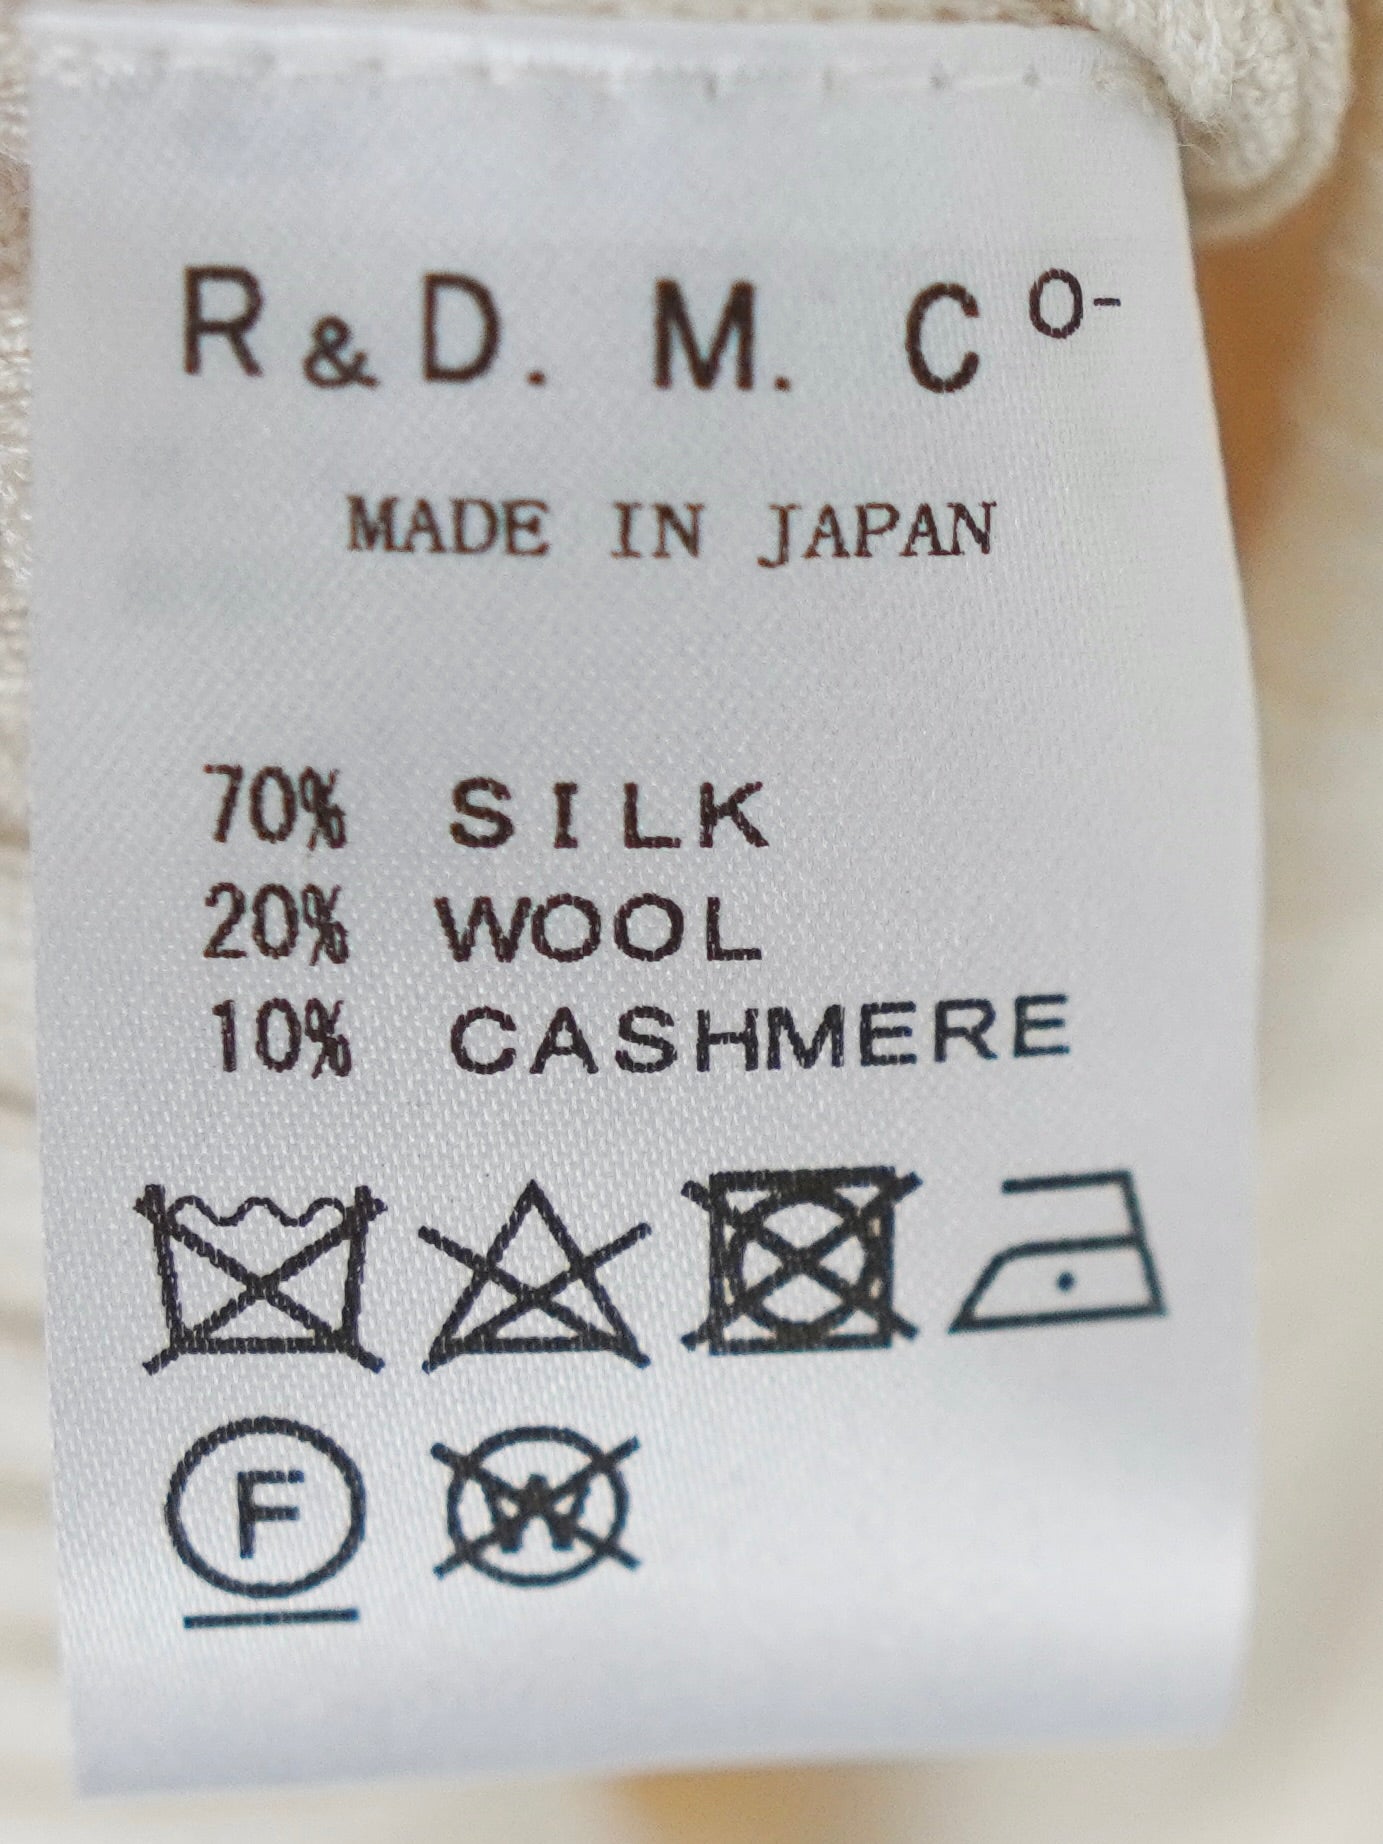 R&D. M. Co-
MADE IN JAPAN
70% SILK
20% WOOL
10% CASHMERE
F W